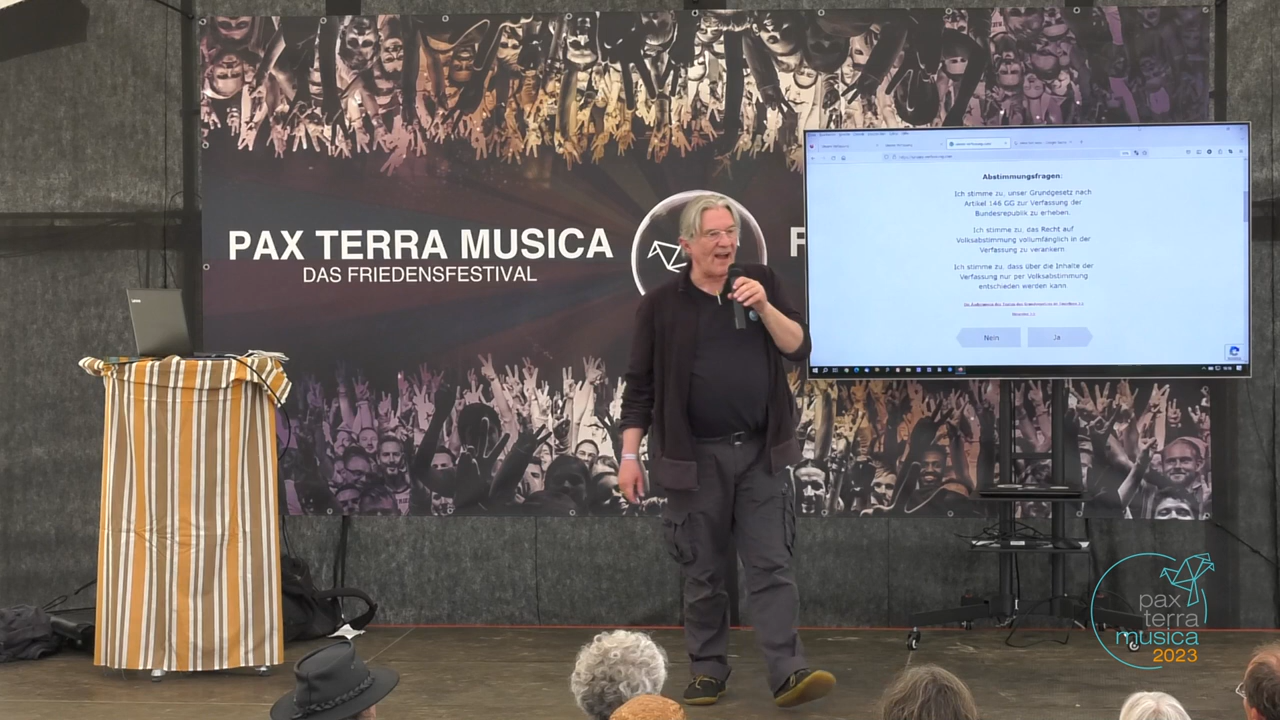 PAX TERRA MUSICA
DAS FRIEDENSFESTIVAL
F
Abstimmungsfragen:
Ich stimme zu, unser Grundgesetz nach
Artikel 146 GG zur Verfassung der
Bundesrepublik zu erheben.
Ich stimme zu, das Recht auf
Volksabstimmung vollumfänglich in der
Verfassung zu verankern
Ich stimme zu, dass über die Inhalte der
Verfassung nur per Volksabstimmung
entschieden werden kann
Nein
Ja
pax
terra
musica
2023